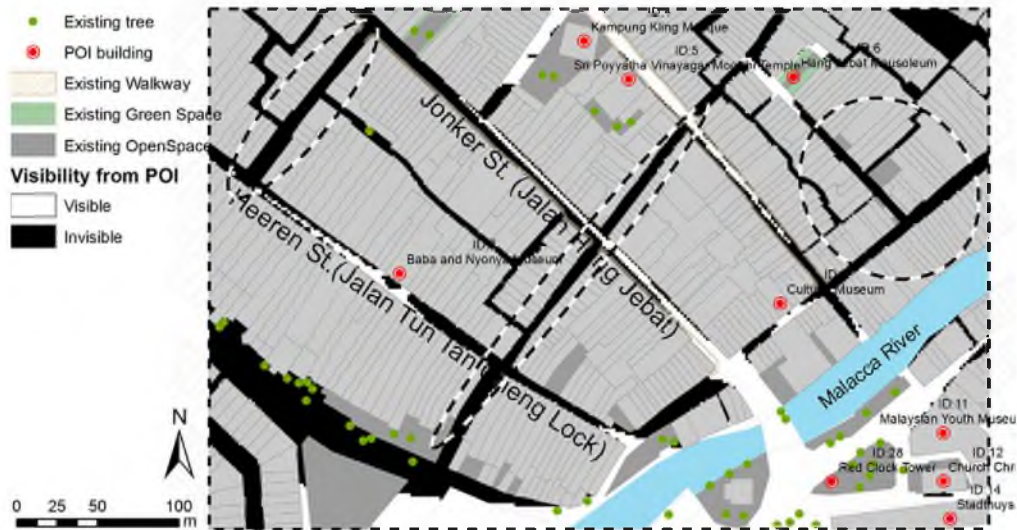 Existing tree
POI building
Existing Walkway
Existing Green Space
Existing OpenSpace
Visibility from POI
Visible
Invisible
N
0 25 50 100
m
Kampung Kling Mosque
ID:5
Sri Poyyatha Vinayagar Moorthi Temple
ID:6
Hang Jebat Mausoleum
Jonker St. (Jalan Hang Jebat)
Heeren St.(Jalan Tun Tan Cheng Lock)
Baba and Nyonya Museum
Cultural Museum
Malacca River
ID:11
Malaysian Youth Museu
ID:28
Red Clock Tower
ID:12
Church Chri
ID:14
Stadthuys